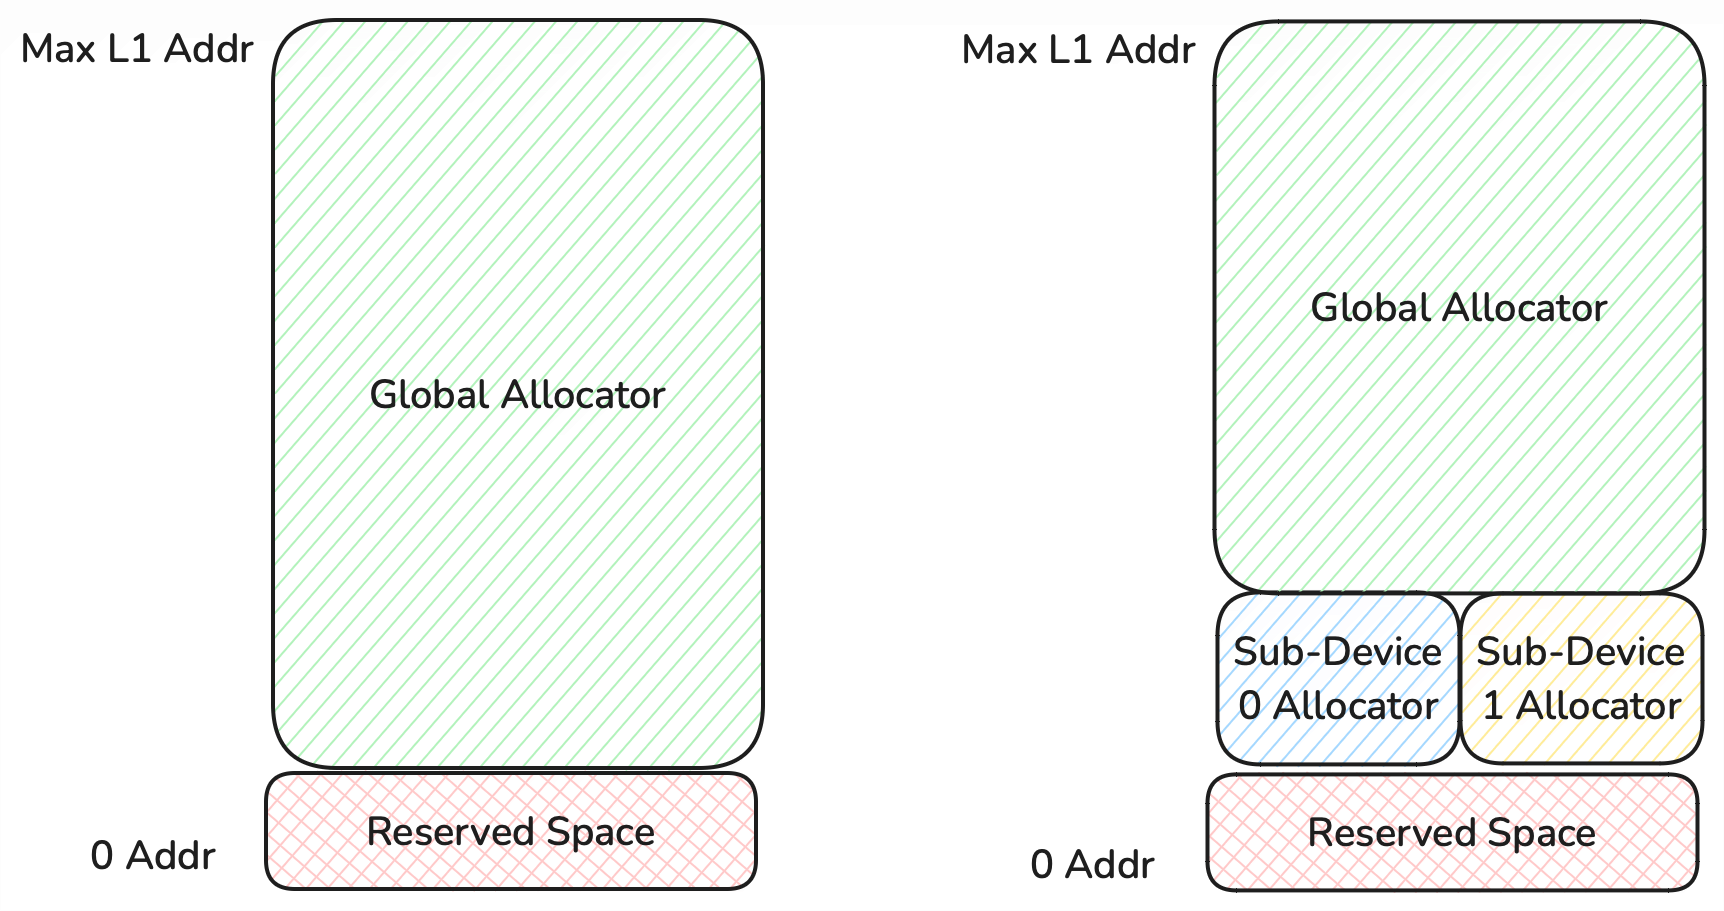 Max L1 Addr
Global Allocator
Reserved Space
0 Addr
Max L1 Addr
Global Allocator
Sub-Device
0 Allocator
Sub-Device
1 Allocator
Reserved Space
0 Addr